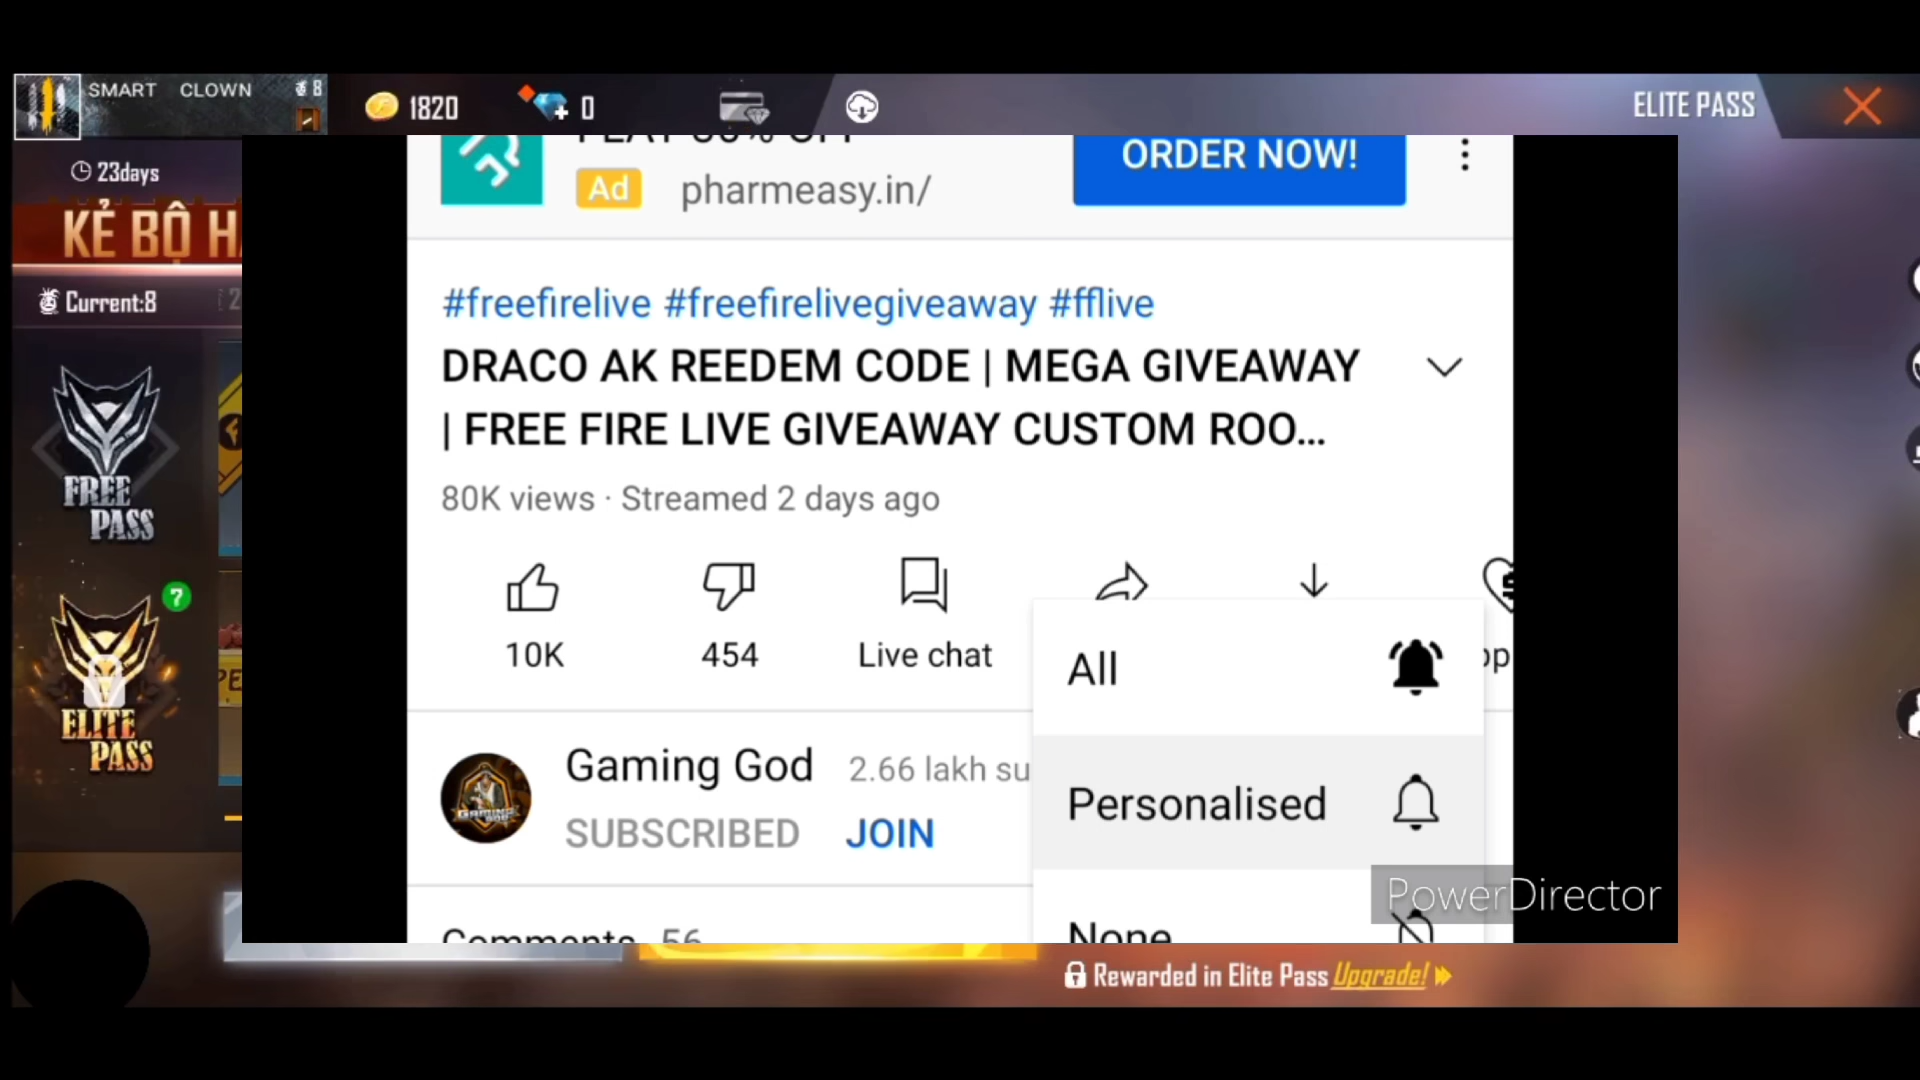 SMART CLOWN
8
1820
0
ELITE PASS
23days
KẺ BỘ
Current:8
FREE
PASS
?
ELITE
PASS
Ad
pharmeasy.in/
ORDER NOW!
#freefirelive #freefirelivegiveaway #fflive
DRACO AK REEDEM CODE | MEGA GIVEAWAY
| FREE FIRE LIVE GIVEAWAY CUSTOM ROO...
80K views · Streamed 2 days ago
10K
454
Live chat
All
Personalised
None
Gaming God
2.66 lakh su
SUBSCRIBED
JOIN
Comments 56
PowerDirector
Rewarded in Elite Pass Upgrade!